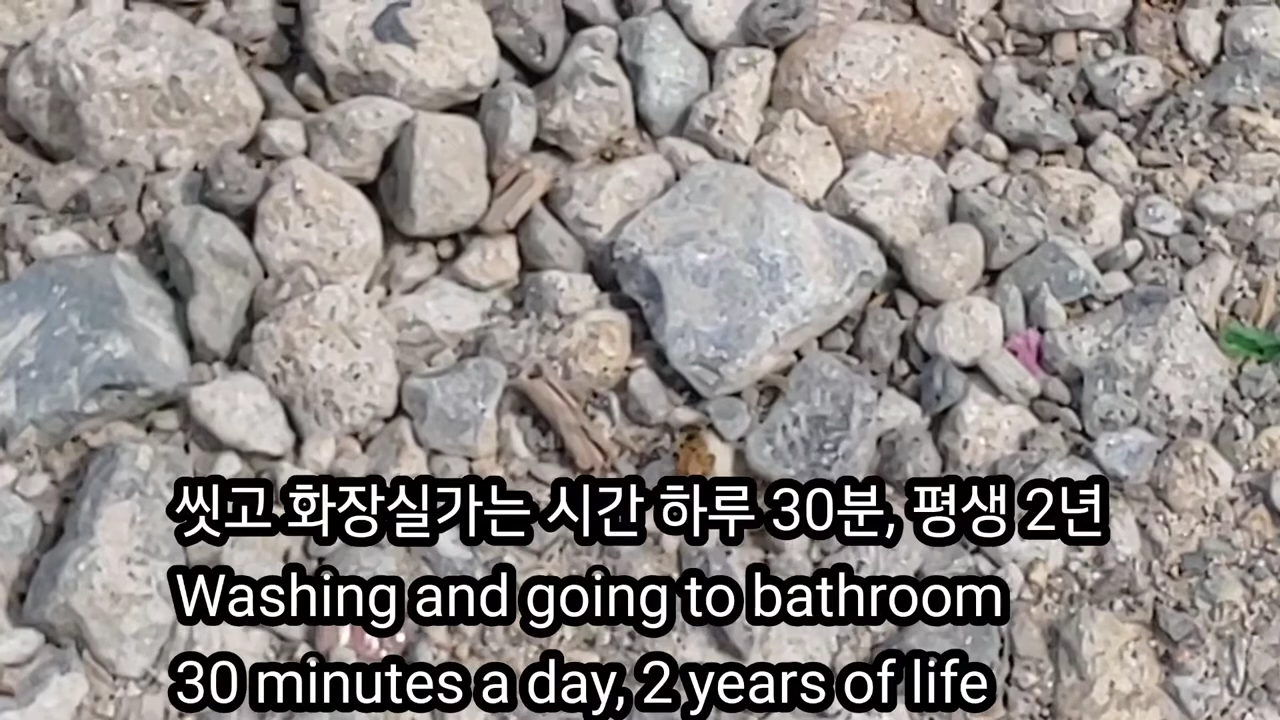 씻고 화장실가는 시간 하루 30분, 평생 2년
Washing and going to bathroom
30 minutes a day, 2 years of life